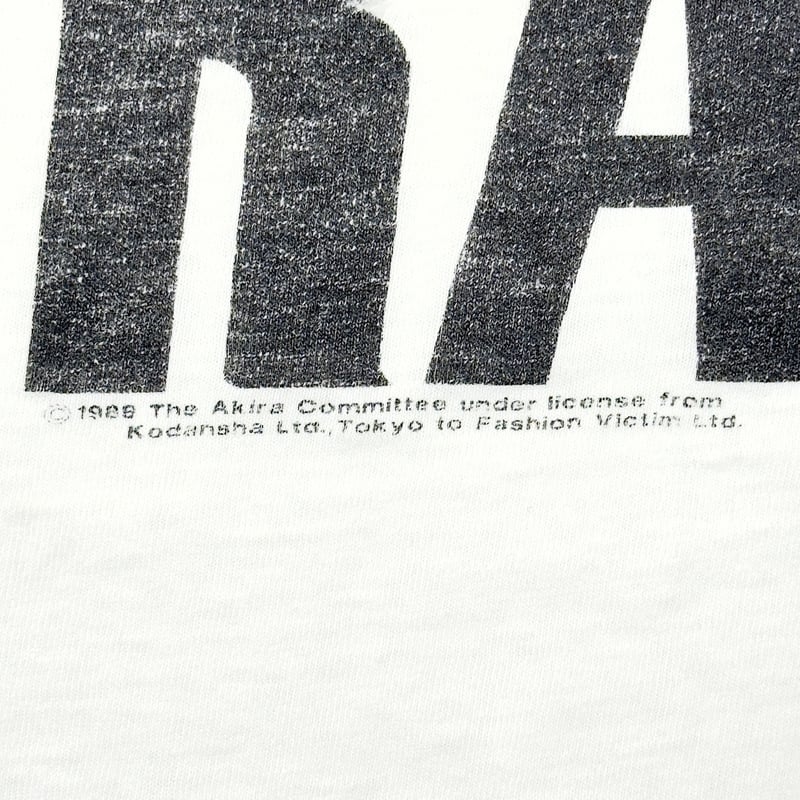 RA
©1988 The Akira Committee under license from
Kodansha Ltd.,Tokyo to Fashion Victim Ltd.